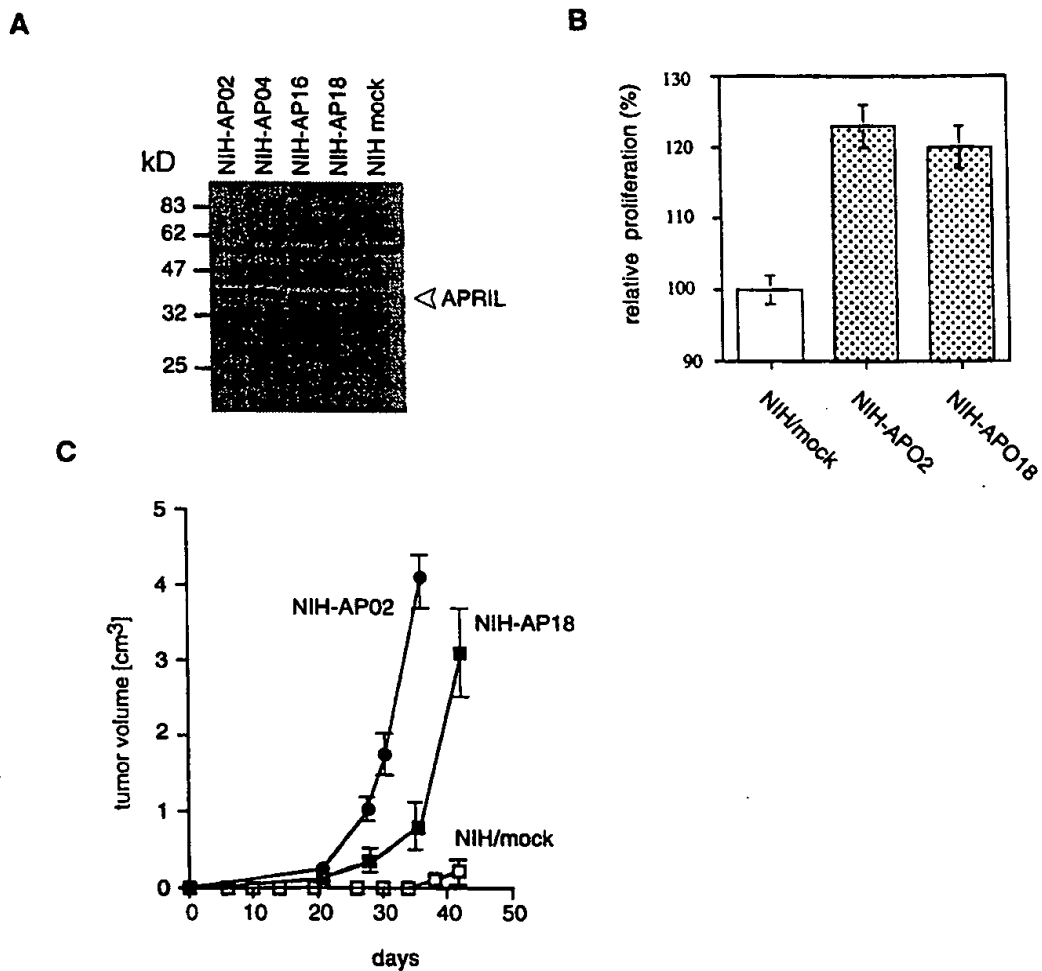 A
NIH-AP02
NIH-AP04
NIH-AP16
NIH-AP18
NIH mock
kD
83
62
47
32
25
APRIL
B
relative proliferation (%)
130
120
110
100
90
NIH/mock
NIH-APO2
NIH-APO18
C
tumor volume [cm3]
5
4
3
2
1
0
NIH-AP02
NIH-AP18
NIH/mock
0 10 20 30 40 50
days